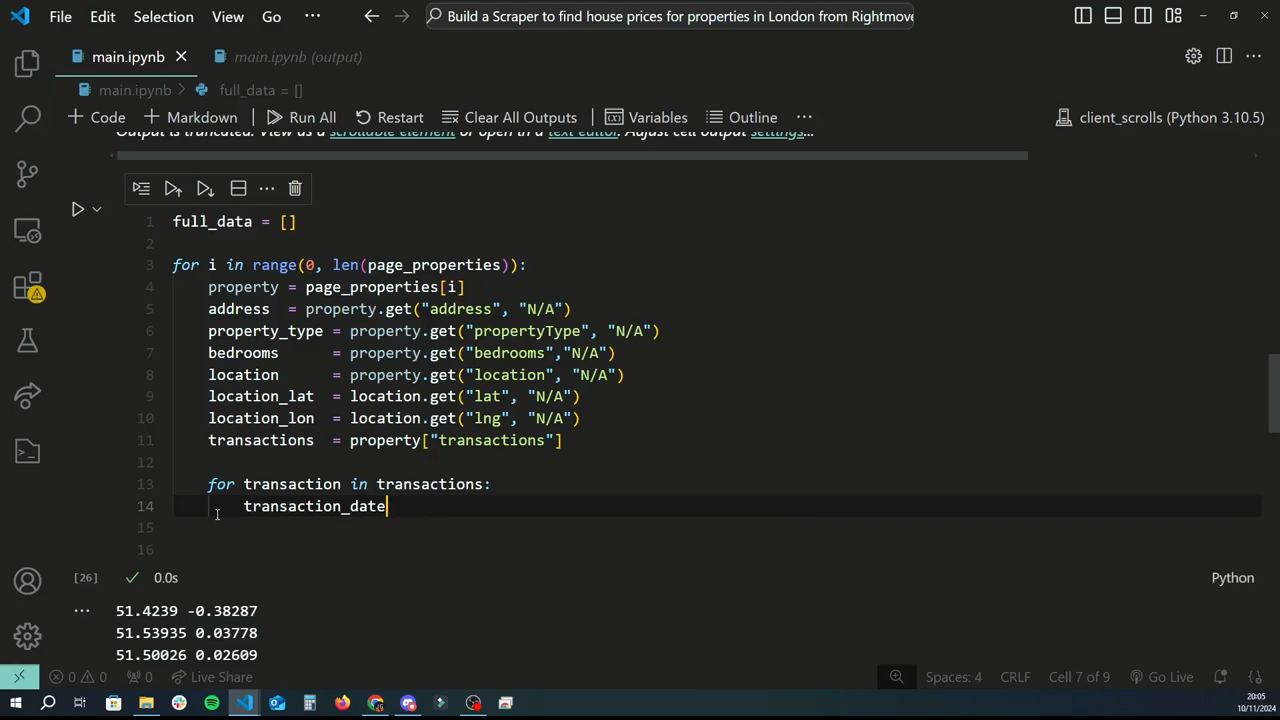 File Edit Selection View Go ··· Build a Scraper to find house prices for properties in London from Rightmove
main.ipynb main.ipynb (output)
main.ipynb > full_data = []
+ Code + Markdown Run All Restart Clear All Outputs Variables Outline ··· client_scrolls (Python 3.10.5)
Output is truncated. View as a scrollable element or open in a text editor. Adjust cell output settings...
1 full_data = []
2
3 for i in range(0, len(page_properties)):
4 property = page_properties[i]
5 address = property.get("address", "N/A")
6 property_type = property.get("propertyType", "N/A")
7 bedrooms = property.get("bedrooms","N/A")
8 location = property.get("location", "N/A")
9 location_lat = location.get("lat", "N/A")
10 location_lon = location.get("lng", "N/A")
11 transactions = property["transactions"]
12
13 for transaction in transactions:
14 transaction_date
15
16
[26] 0.0s Python
51.4239 -0.38287
51.53935 0.03778
51.50026 0.02609
0 0 0 Live Share Spaces: 4 CRLF Cell 7 of 9 Go Live
20:05
10/11/2024